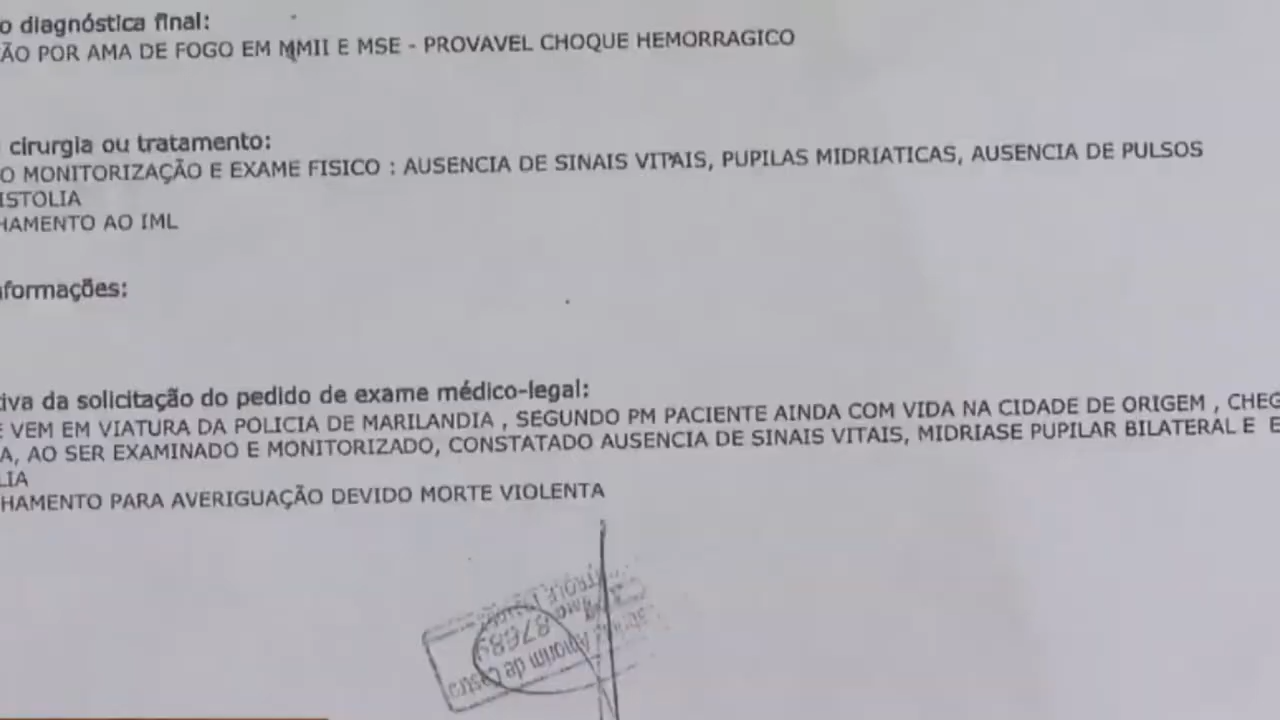 o diagnóstica final:
ÃO POR AMA DE FOGO EM MMII E MSE - PROVAVEL CHOQUE HEMORRAGICO
cirurgia ou tratamento:
O MONITORIZAÇÃO E EXAME FISICO : AUSENCIA DE SINAIS VITAIS, PUPILAS MIDRIATICAS, AUSENCIA DE PULSOS
ISTOLIA
HAMENTO AO IML
nformações:
tiva da solicitação do pedido de exame médico-legal:
E VEM EM VIATURA DA POLICIA DE MARILANDIA , SEGUNDO PM PACIENTE AINDA COM VIDA NA CIDADE DE ORIGEM , CHEG
A, AO SER EXAMINADO E MONITORIZADO, CONSTATADO AUSENCIA DE SINAIS VITAIS, MIDRIASE PUPILAR BILATERAL E E
LIA
HAMENTO PARA AVERIGUAÇÃO DEVIDO MORTE VIOLENTA
Amorim de Castro